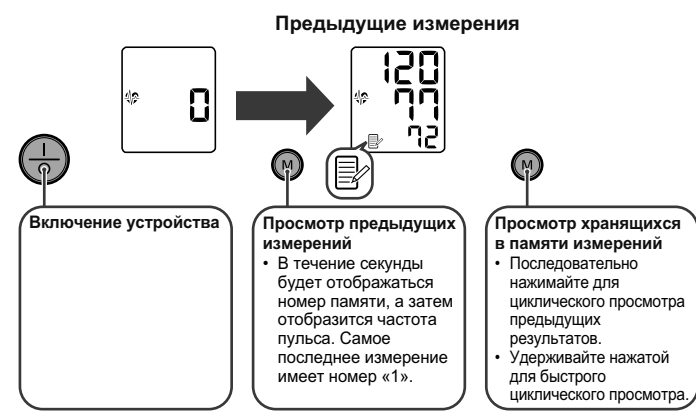 Предыдущие измерения
0
120
77
72
M
M
Включение устройства
Просмотр предыдущих
измерений
• В течение секунды
будет отображаться
номер памяти, а затем
отобразится частота
пульса. Самое
последнее измерение
имеет номер «1».
Просмотр хранящихся
в памяти измерений
• Последовательно
нажимайте для
циклического просмотра
предыдущих
результатов.
• Удерживайте нажатой
для быстрого
циклического просмотра.